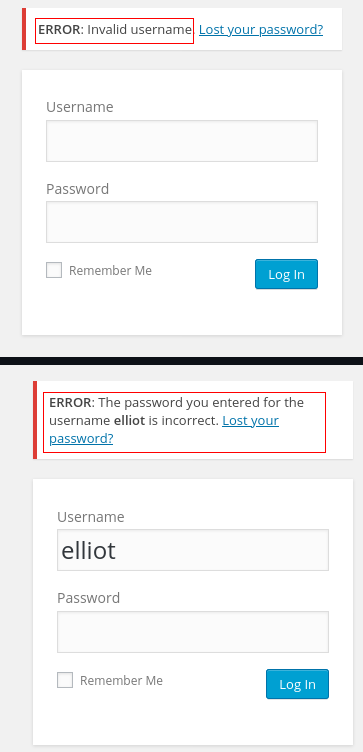 ERROR: Invalid username. Lost your password?
Username
Password
Remember Me
Log In
ERROR: The password you entered for the
username elliot is incorrect. Lost your
password?
Username
elliot
Password
Remember Me
Log In